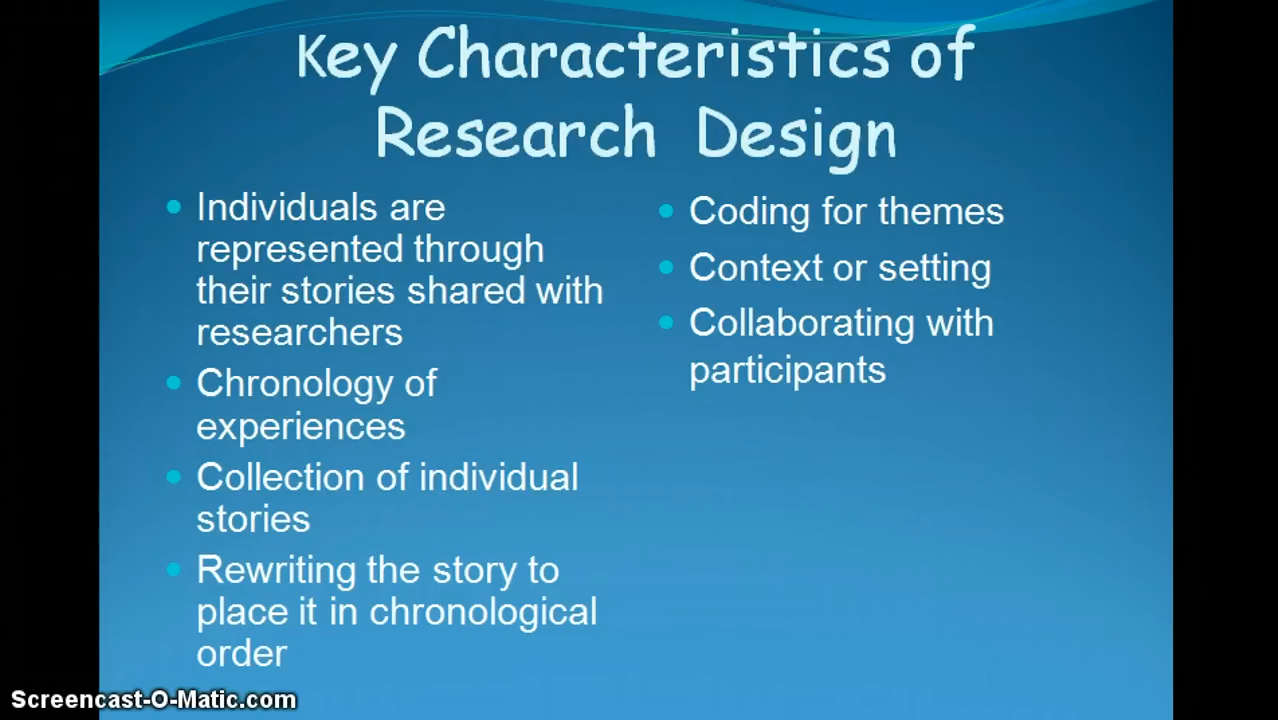 Key Characteristics of
Research Design
• Individuals are
represented through
their stories shared with
researchers
• Chronology of
experiences
• Collection of individual
stories
• Rewriting the story to
place it in chronological
order
• Coding for themes
• Context or setting
• Collaborating with
participants
Screencast-O-Matic.com